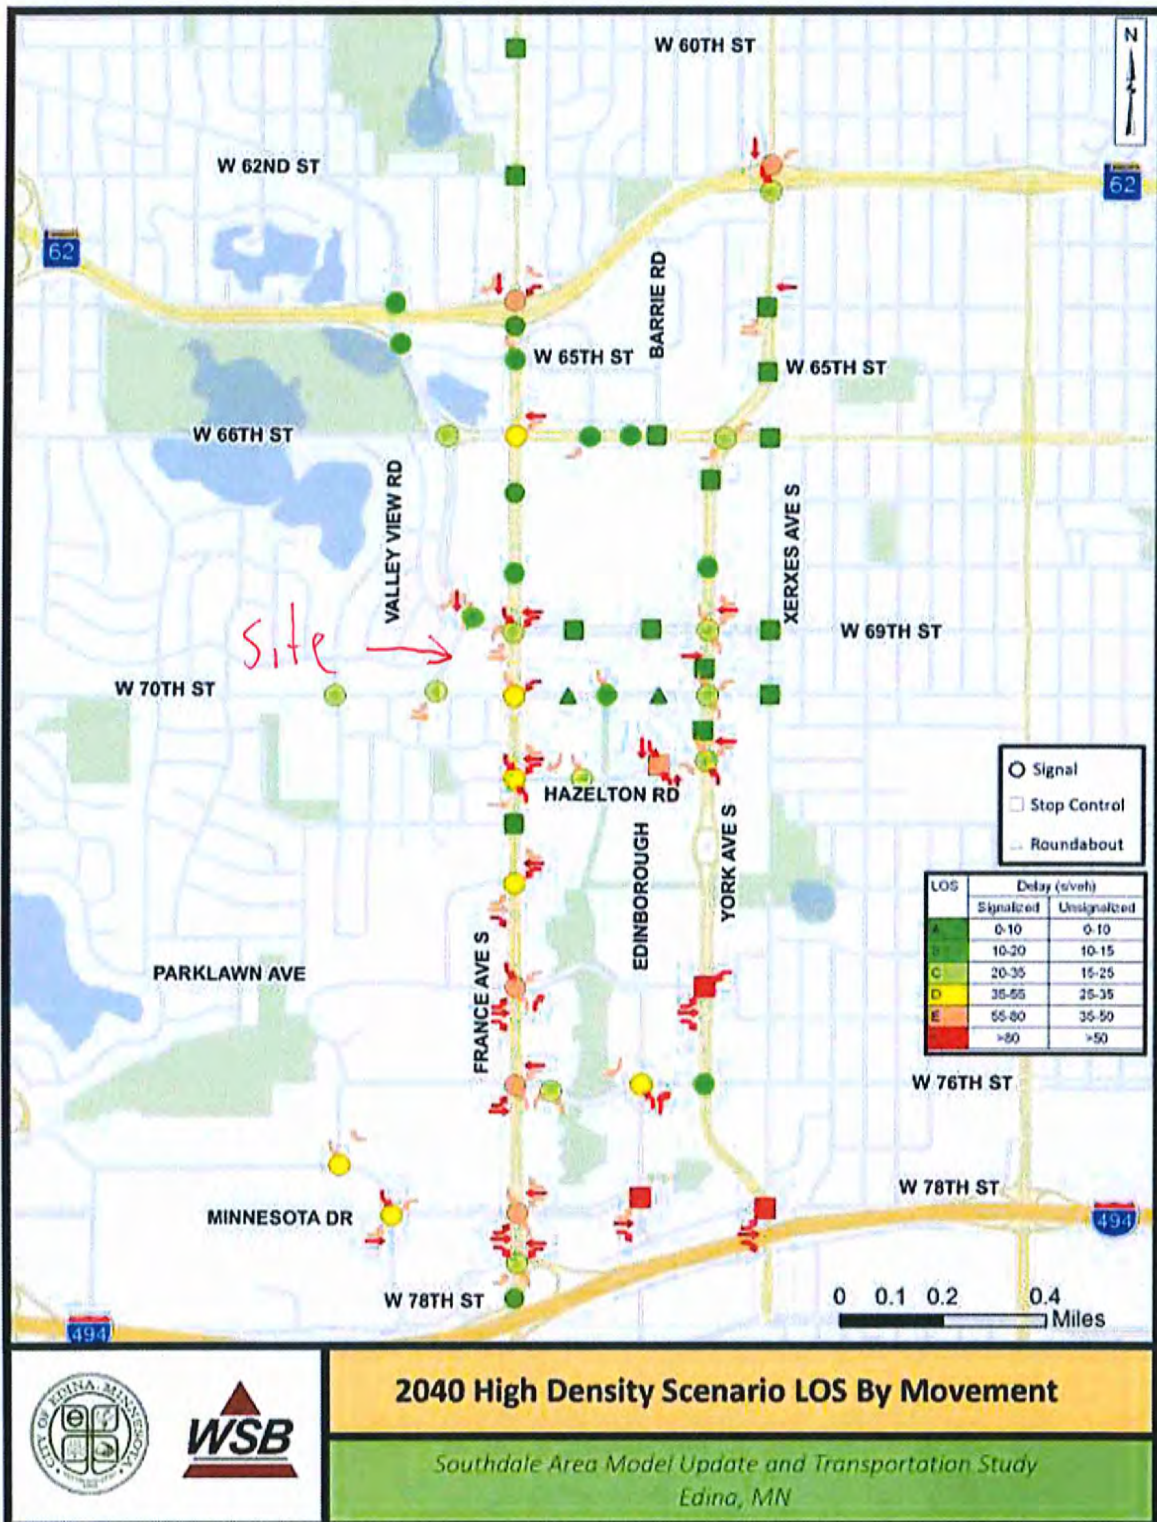 W 60TH ST
N
W 62ND ST
62
62
BARRIE RD
W 65TH ST
W 65TH ST
W 66TH ST
VALLEY VIEW RD
XERXES AVE S
Site
W 69TH ST
W 70TH ST
Signal
Stop Control
Roundabout
HAZELTON RD
EDINBOROUGH
YORK AVE S
LOS Delay (s/veh)
Signalized Unsignalized
A 0-10 0-10
B 10-20 10-15
C 20-35 15-25
D 35-55 25-35
E 55-80 35-50
>80 >50
PARKLAWN AVE
FRANCE AVE S
W 76TH ST
W 78TH ST
MINNESOTA DR
494
W 78TH ST
0 0.1 0.2 0.4
Miles
494
CITY OF EDINA, MINNESOTA
WSB
2040 High Density Scenario LOS By Movement
Southdale Area Model Update and Transportation Study
Edina, MN